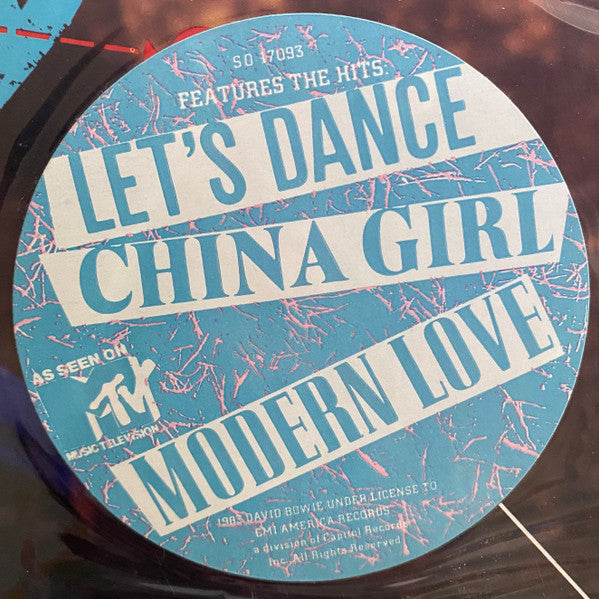 SO 17093
FEATURES THE HITS:
LET'S DANCE
CHINA GIRL
MODERN LOVE
AS SEEN ON
MTV
MUSIC TELEVISION
1983 DAVID BOWIE UNDER LICENSE TO
EMI AMERICA RECORDS
a division of Capitol Records
Inc. All Rights Reserved